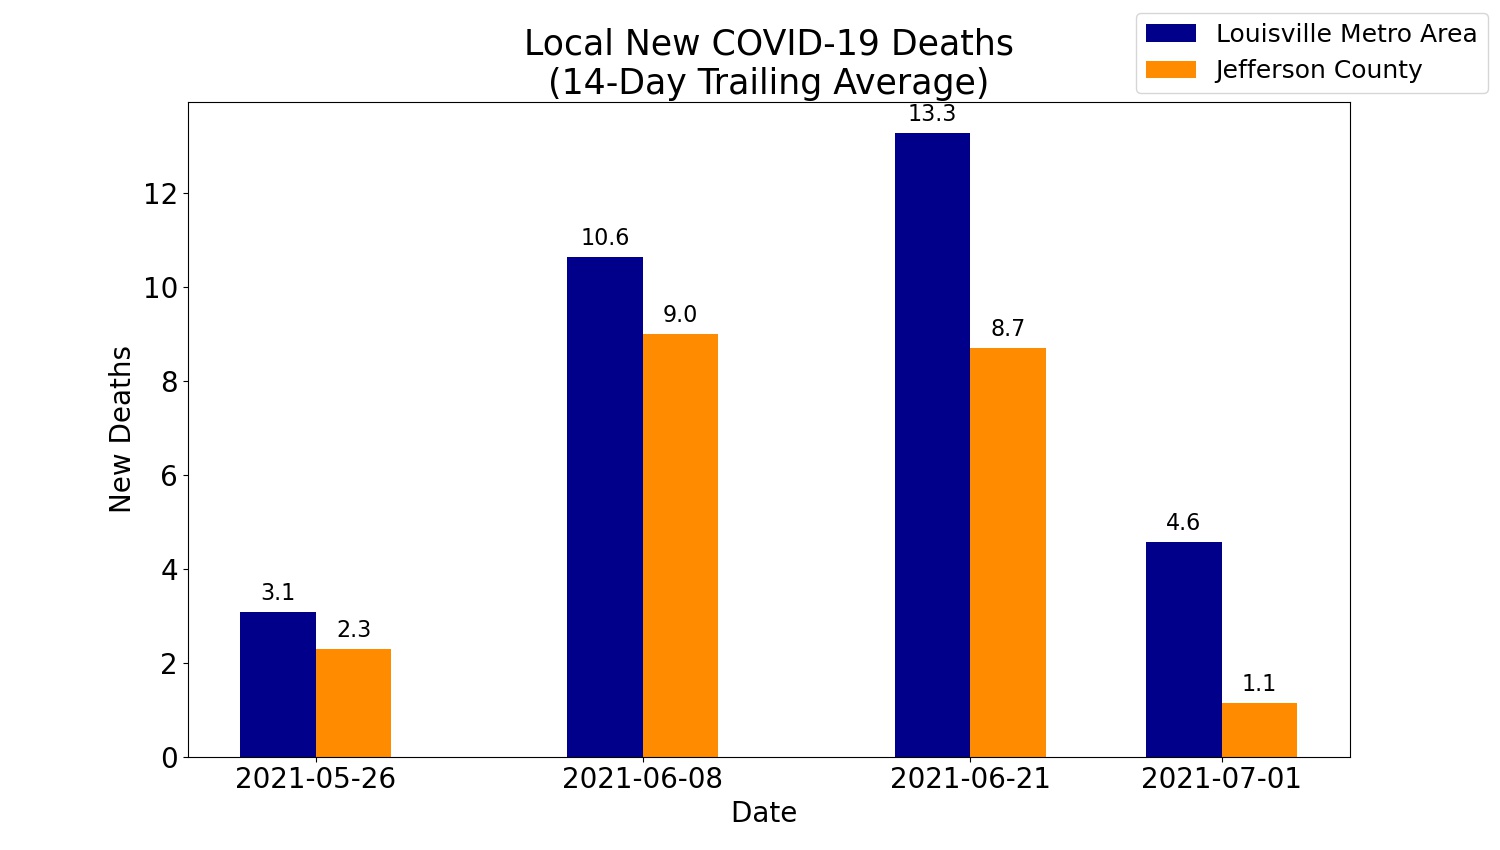 Local New COVID-19 Deaths
(14-Day Trailing Average)
Louisville Metro Area
Jefferson County
13.3
12
10.6
10
9.0
8.7
8
New Deaths
6
4.6
4
3.1
2.3
2
1.1
0
2021-05-26 2021-06-08 2021-06-21 2021-07-01
Date